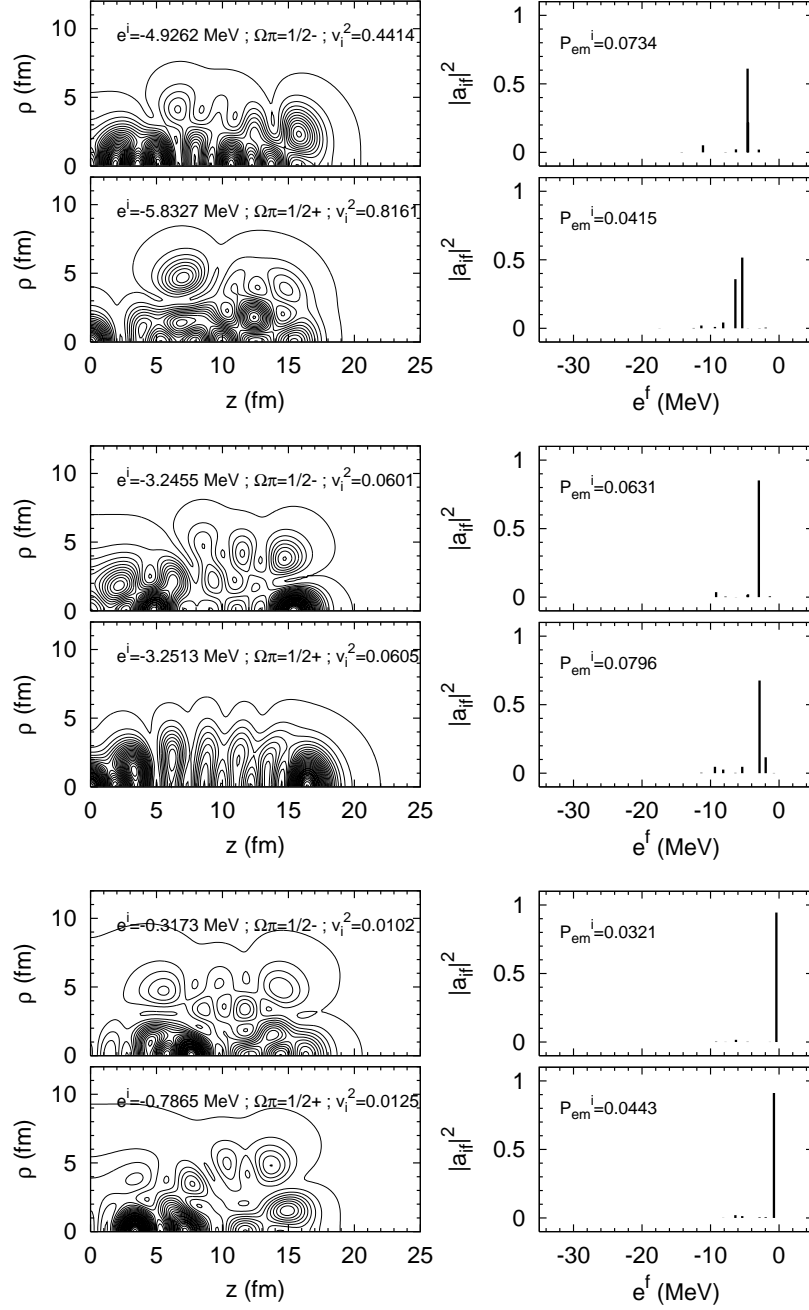 e^i=-4.9262 MeV ; Ωπ=1/2- ; v_i^2=0.4414
ρ (fm)
10
5
0
P_em^i=0.0734
|a_if|^2
1
0.5
0
e^i=-5.8327 MeV ; Ωπ=1/2+ ; v_i^2=0.8161
ρ (fm)
10
5
0
0 5 10 15 20 25
z (fm)
P_em^i=0.0415
|a_if|^2
1
0.5
0
-30 -20 -10 0
e^f (MeV)
e^i=-3.2455 MeV ; Ωπ=1/2- ; v_i^2=0.0601
ρ (fm)
10
5
0
P_em^i=0.0631
|a_if|^2
1
0.5
0
e^i=-3.2513 MeV ; Ωπ=1/2+ ; v_i^2=0.0605
ρ (fm)
10
5
0
0 5 10 15 20 25
z (fm)
P_em^i=0.0796
|a_if|^2
1
0.5
0
-30 -20 -10 0
e^f (MeV)
e^i=-0.3173 MeV ; Ωπ=1/2- ; v_i^2=0.0102
ρ (fm)
10
5
0
P_em^i=0.0321
|a_if|^2
1
0.5
0
e^i=-0.7865 MeV ; Ωπ=1/2+ ; v_i^2=0.0125
ρ (fm)
10
5
0
0 5 10 15 20 25
z (fm)
P_em^i=0.0443
|a_if|^2
1
0.5
0
-30 -20 -10 0
e^f (MeV)